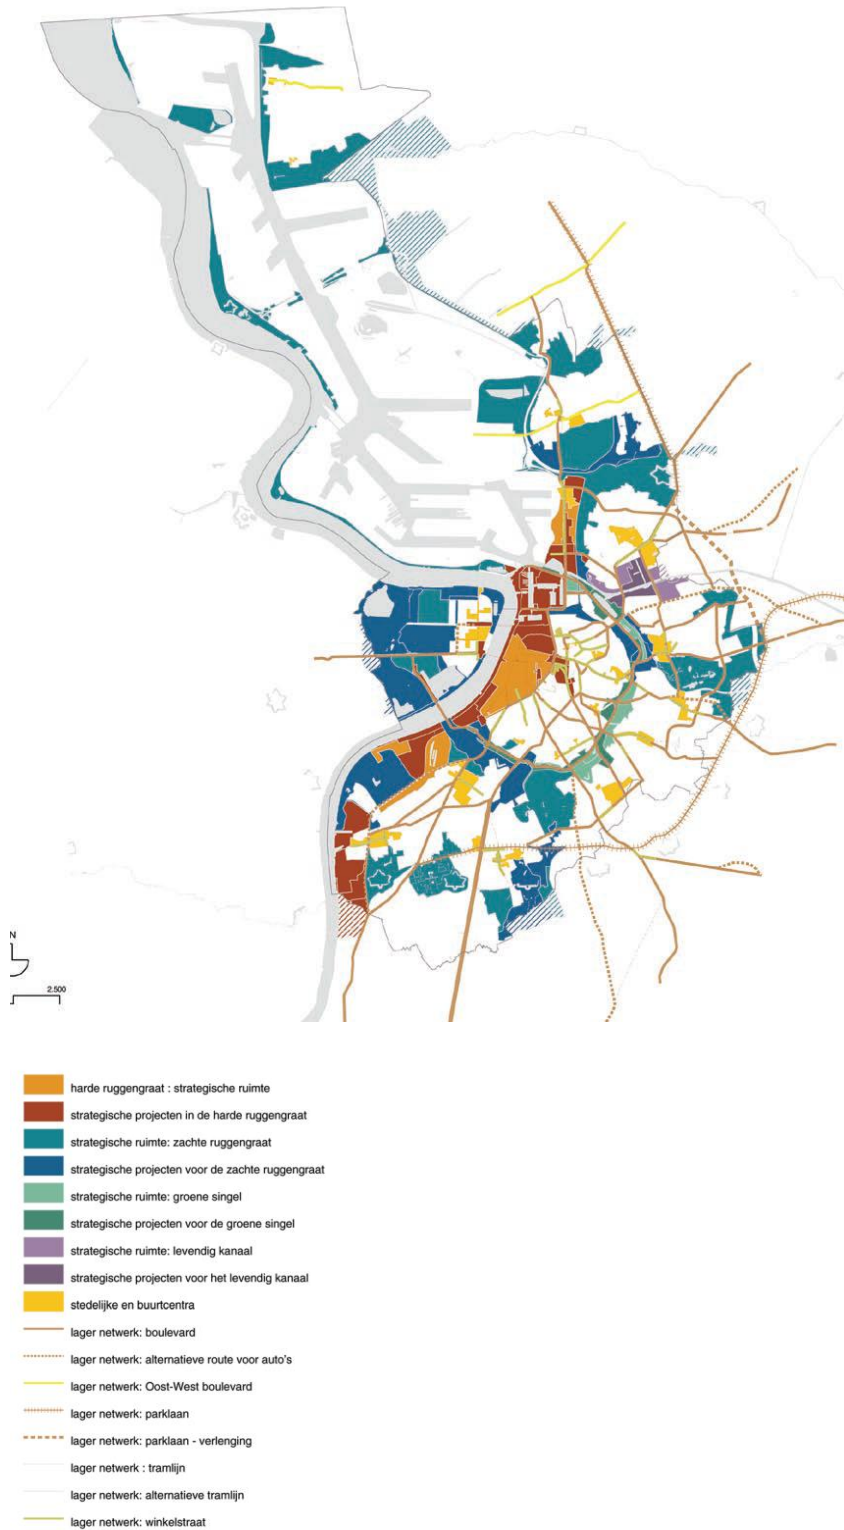 N
2.500
harde ruggengraat : strategische ruimte
strategische projecten in de harde ruggengraat
strategische ruimte: zachte ruggengraat
strategische projecten voor de zachte ruggengraat
strategische ruimte: groene singel
strategische projecten voor de groene singel
strategische ruimte: levendig kanaal
strategische projecten voor het levendig kanaal
stedelijke en buurtcentra
lager netwerk: boulevard
lager netwerk: alternatieve route voor auto's
lager netwerk: Oost-West boulevard
lager netwerk: parklaan
lager netwerk: parklaan - verlenging
lager netwerk : tramlijn
lager netwerk: alternatieve tramlijn
lager netwerk: winkelstraat